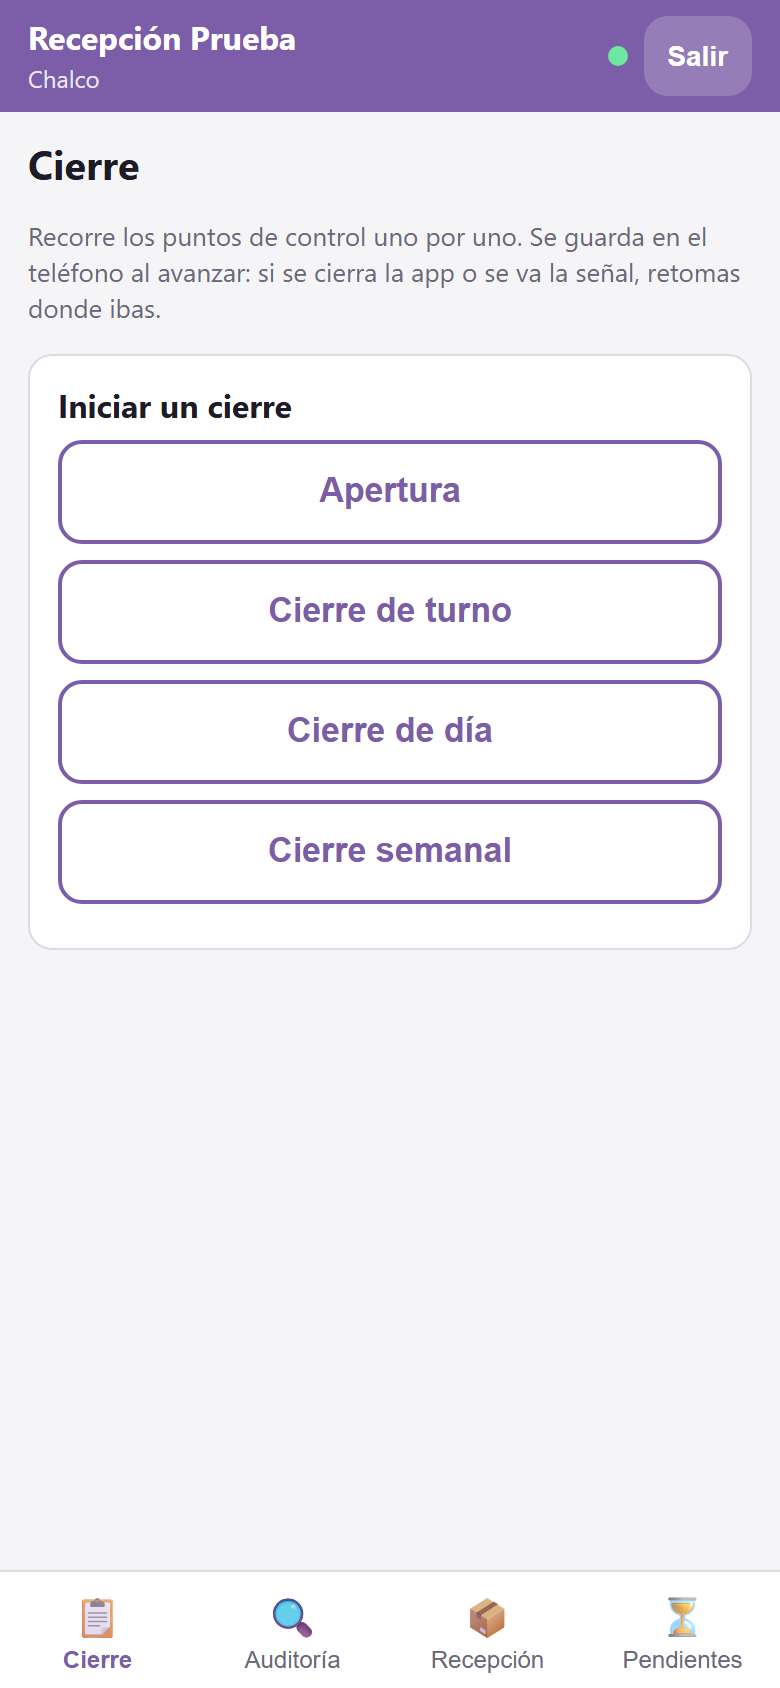 Recepción Prueba
Chalco
Salir
Cierre
Recorre los puntos de control uno por uno. Se guarda en el
teléfono al avanzar: si se cierra la app o se va la señal, retomas
donde ibas.
Iniciar un cierre
Apertura
Cierre de turno
Cierre de día
Cierre semanal
Cierre
Auditoría
Recepción
Pendientes